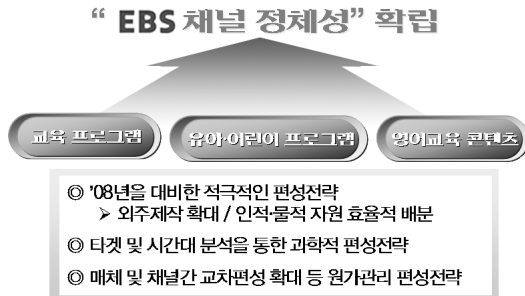 “ EBS 채널 정체성” 확립
교육 프로그램
유아·어린이 프로그램
영어교육 콘텐츠
◎ ’08년을 대비한 적극적인 편성전략
➢ 외주제작 확대 / 인적·물적 자원 효율적 배분
◎ 타겟 및 시간대 분석을 통한 과학적 편성전략
◎ 매체 및 채널간 교차편성 확대 등 원가관리 편성전략